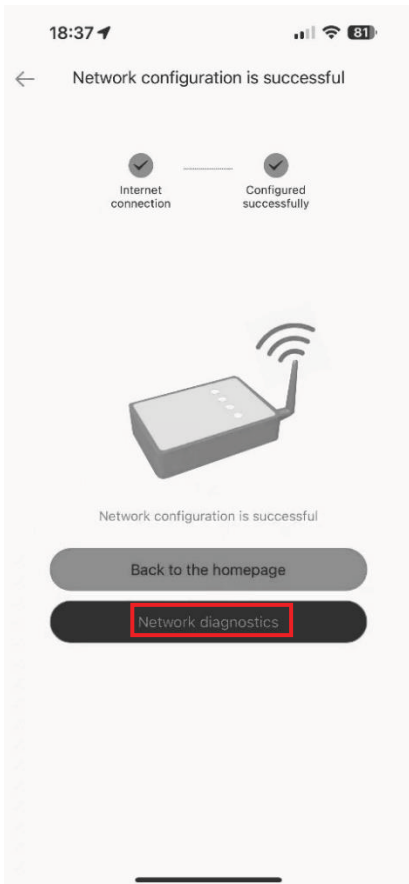 18:37
81
Network configuration is successful
Internet
connection
Configured
successfully
Network configuration is successful
Back to the homepage
Network diagnostics